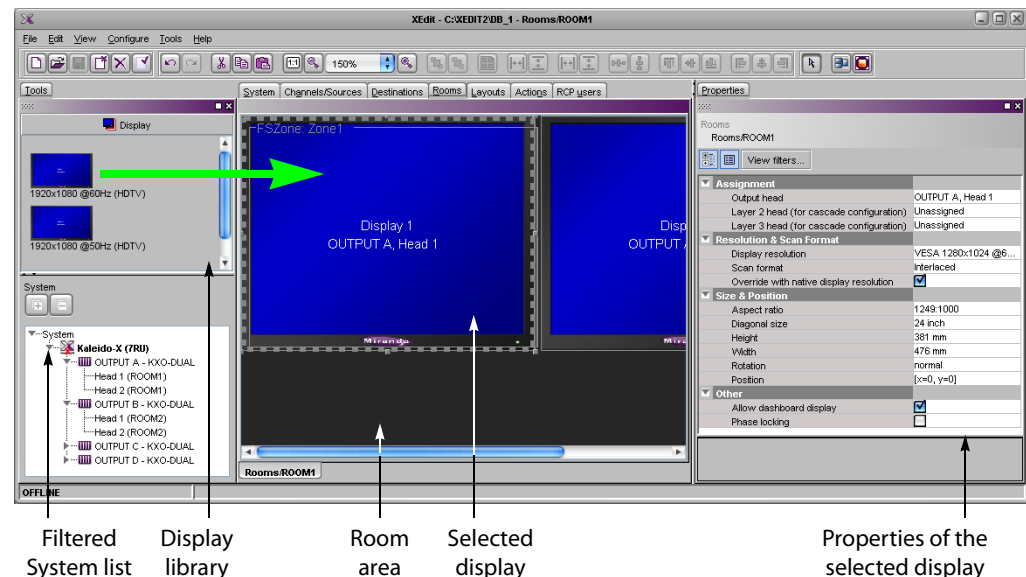 XEdit - C:\XEDIT2\DB_1 - Rooms/ROOM1
File Edit View Configure Tools Help
1:1 150%
Tools
Display
1920x1080 @60Hz (HDTV)
1920x1080 @50Hz (HDTV)
System
System
Kaleido-X (7RU)
OUTPUT A - KXO-DUAL
Head 1 (ROOM1)
Head 2 (ROOM1)
OUTPUT B - KXO-DUAL
Head 1 (ROOM2)
Head 2 (ROOM2)
OUTPUT C - KXO-DUAL
OUTPUT D - KXO-DUAL
System Channels/Sources Destinations Rooms Layouts Actions RCP users
FSZone: Zone1
Display 1
OUTPUT A, Head 1
Miranda
Disp
OUTPUT A
Mira
Rooms/ROOM1
Properties
Rooms
Rooms/ROOM1
View filters...
Assignment
Output head OUTPUT A, Head 1
Layer 2 head (for cascade configuration) Unassigned
Layer 3 head (for cascade configuration) Unassigned
Resolution & Scan Format
Display resolution VESA 1280x1024 @6...
Scan format Interlaced
Override with native display resolution
Size & Position
Aspect ratio 1249:1000
Diagonal size 24 inch
Height 381 mm
Width 476 mm
Rotation normal
Position [x=0, y=0]
Other
Allow dashboard display
Phase locking
OFFLINE
Filtered System list
Display library
Room area
Selected display
Properties of the selected display